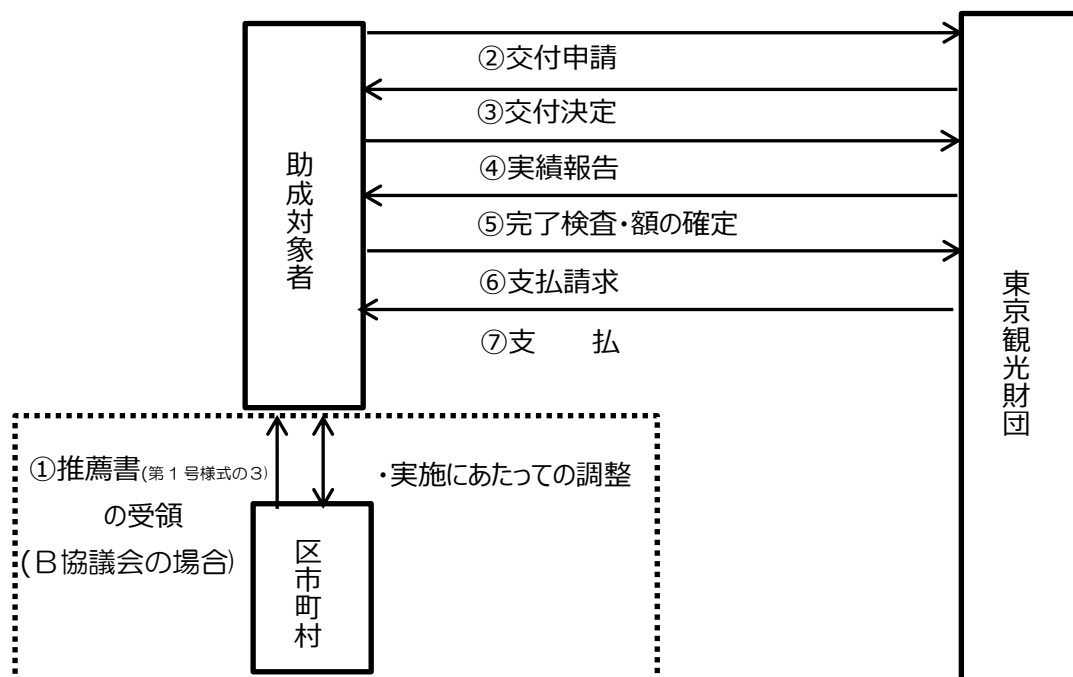 ②交付申請
③交付決定
④実績報告
⑤完了検査・額の確定
⑥支払請求
⑦支　　払
助成対象者
東京観光財団
①推薦書(第１号様式の３)
の受領
(Ｂ協議会の場合)
・実施にあたっての調整
区市町村